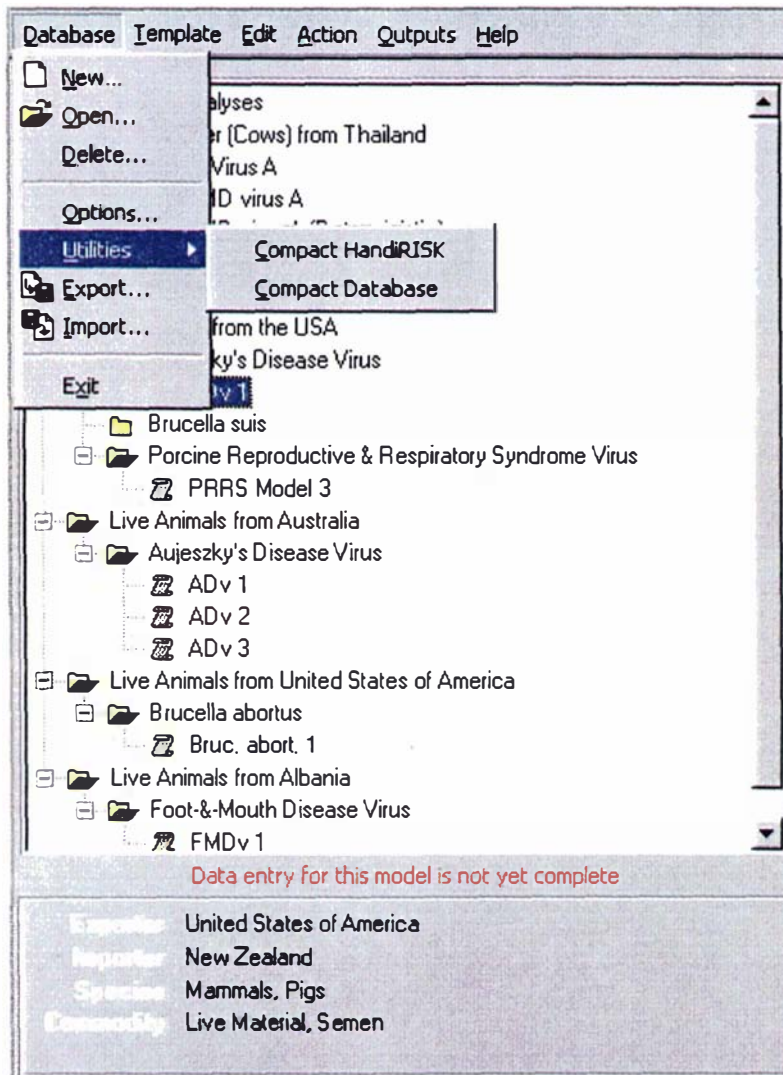 Database Template Edit Action Outputs Help
New...
Open...
Delete...
Options...
Utilities
Export...
Import...
Exit
Compact HandiRISK
Compact Database
alyses
r (Cows) from Thailand
Virus A
D virus A
from the USA
ky's Disease Virus
v 1
Brucella suis
Porcine Reproductive & Respiratory Syndrome Virus
PRRS Model 3
Live Animals from Australia
Aujeszky's Disease Virus
ADv 1
ADv 2
ADv 3
Live Animals from United States of America
Brucella abortus
Bruc. abort. 1
Live Animals from Albania
Foot-&-Mouth Disease Virus
FMDv 1
Data entry for this model is not yet complete
Exporter United States of America
New Zealand
Species Mammals, Pigs
Commodity Live Material, Semen